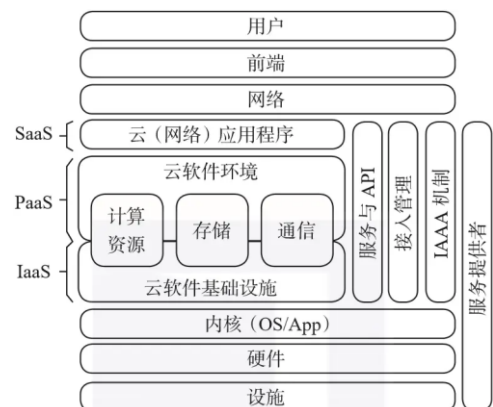 用户
前端
网络
SaaS
云（网络）应用程序
PaaS
云软件环境
计算
资源
存储
通信
IaaS
云软件基础设施
服务与 API
接入管理
IAAA 机制
服务提供者
内核（OS/App）
硬件
设施